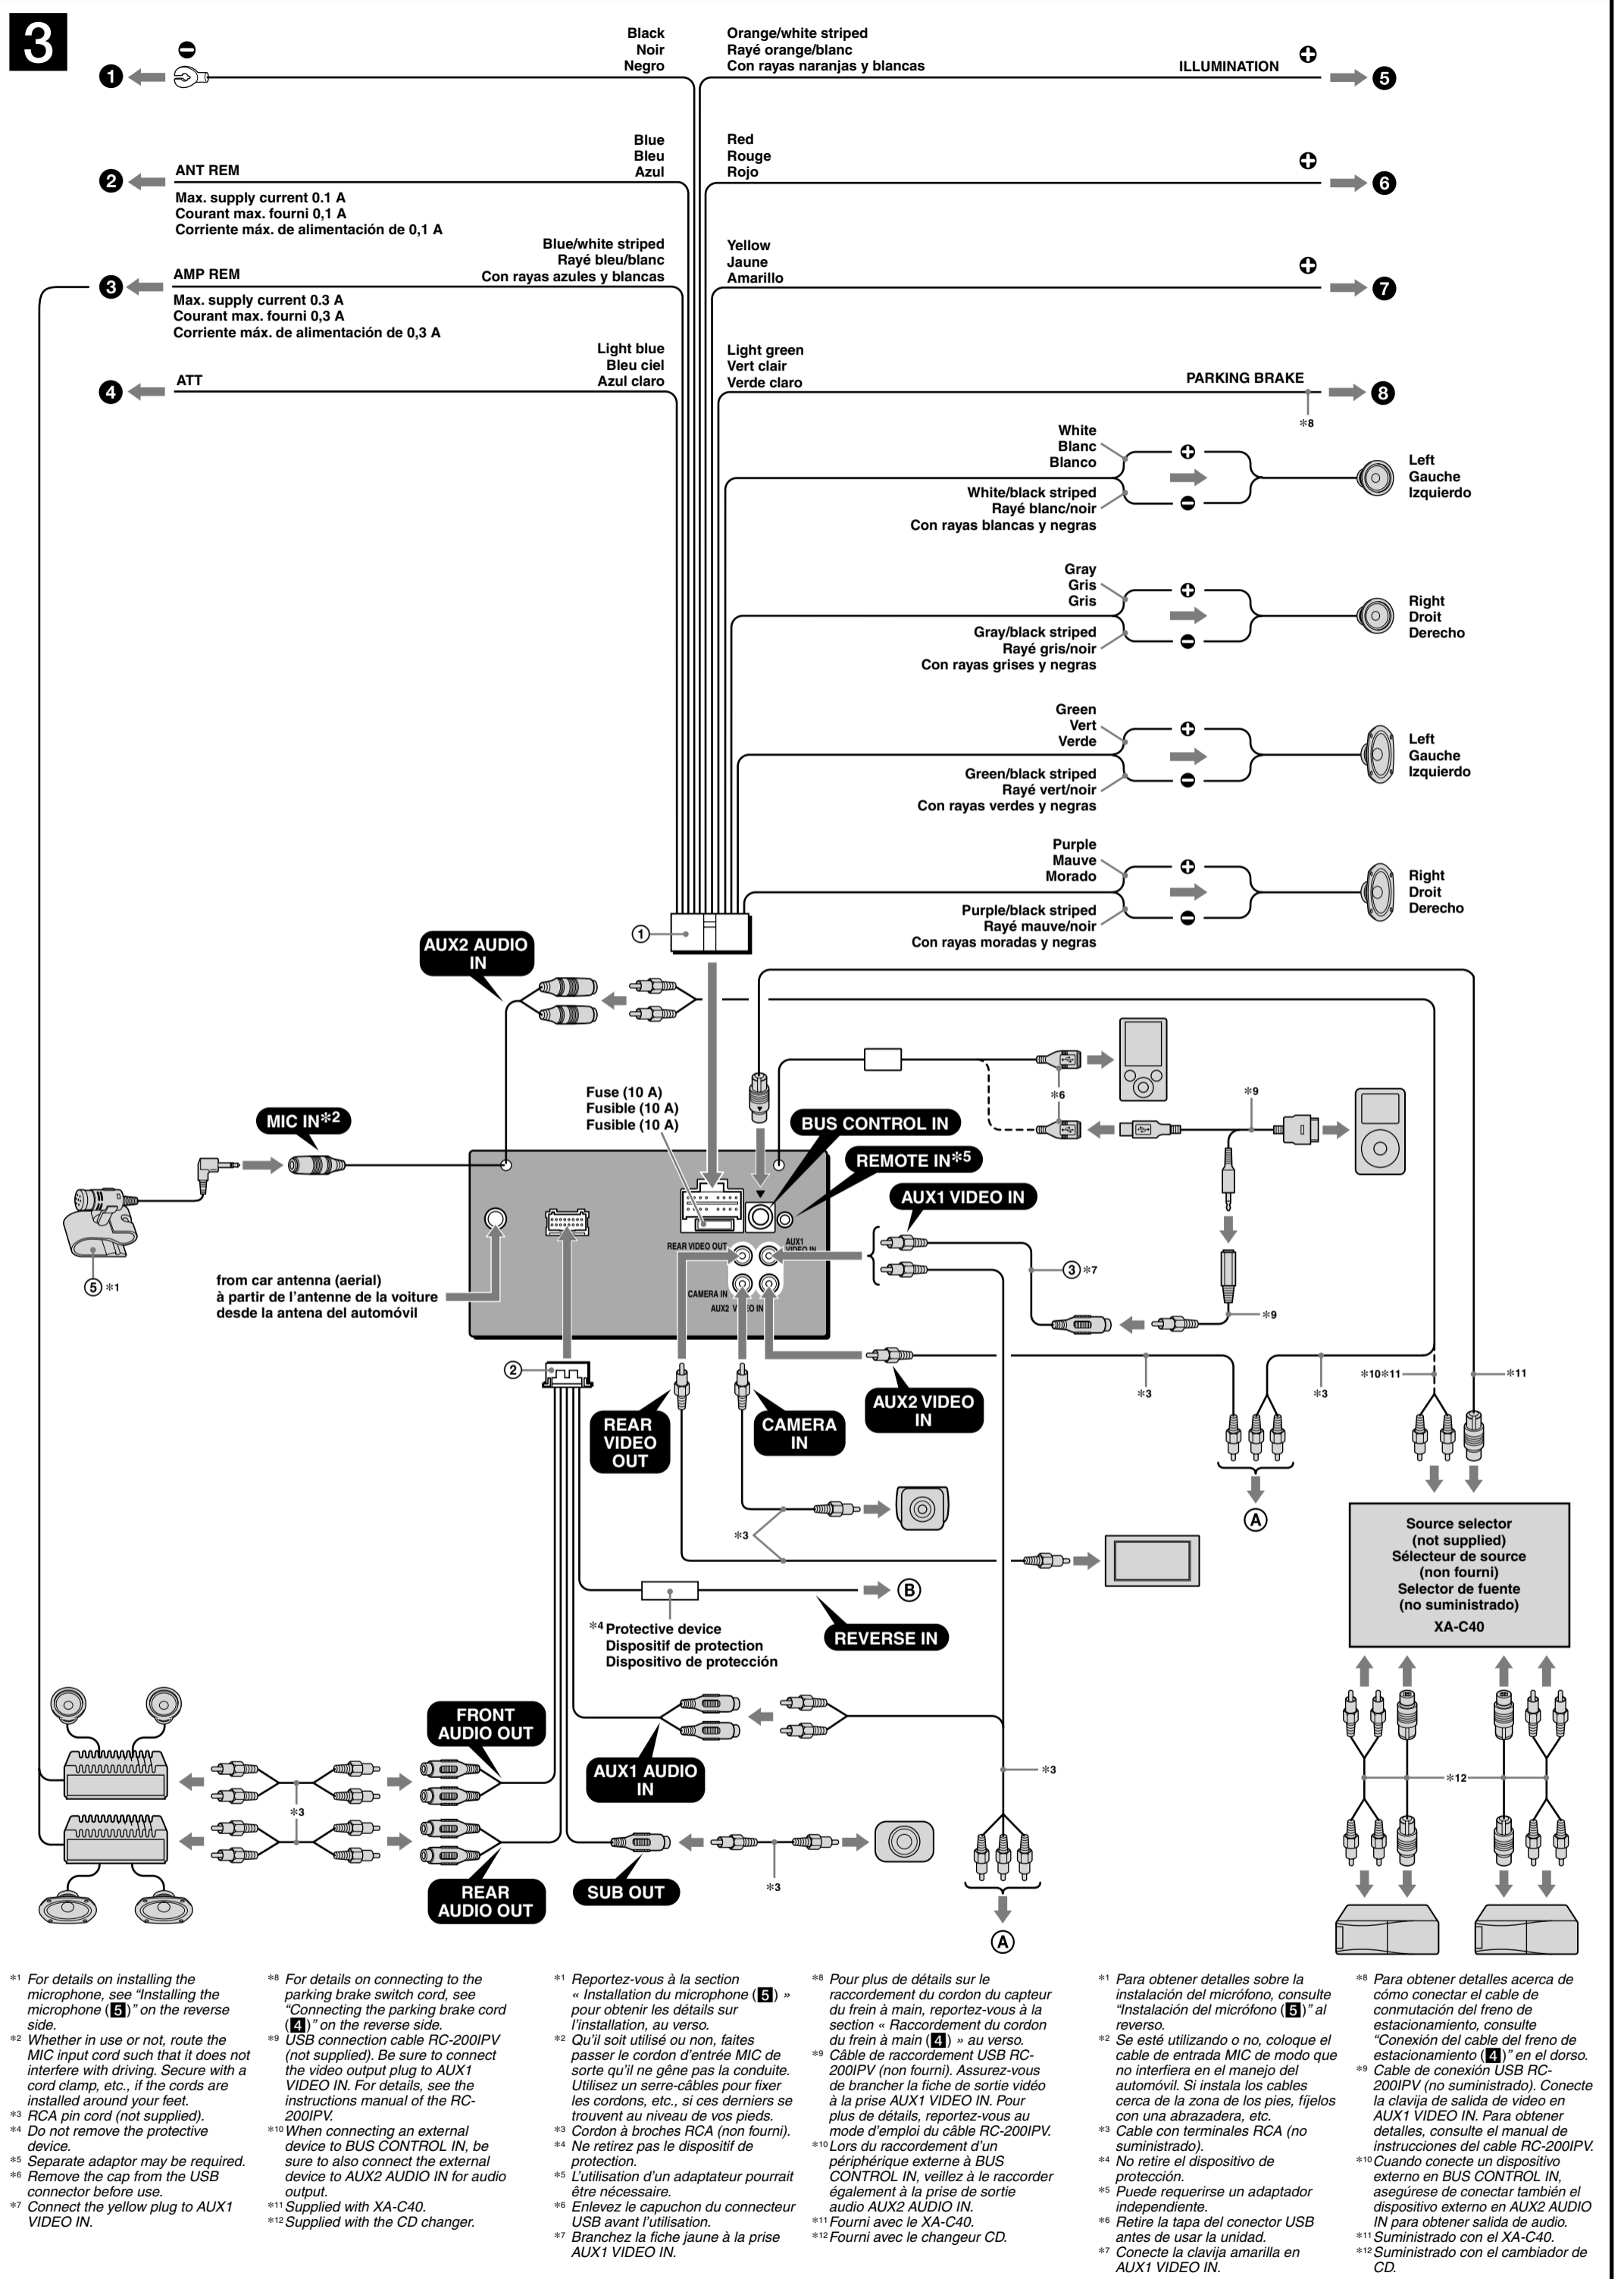 3
Black
Noir
Negro
Orange/white striped
Rayé orange/blanc
Con rayas naranjas y blancas
ILLUMINATION
1
5
Blue
Bleu
Azul
Red
Rouge
Rojo
ANT REM
2
6
Max. supply current 0.1 A
Courant max. fourni 0,1 A
Corriente máx. de alimentación de 0,1 A
Blue/white striped
Rayé bleu/blanc
Con rayas azules y blancas
Yellow
Jaune
Amarillo
AMP REM
3
7
Max. supply current 0.3 A
Courant max. fourni 0,3 A
Corriente máx. de alimentación de 0,3 A
Light blue
Bleu ciel
Azul claro
Light green
Vert clair
Verde claro
ATT
4
PARKING BRAKE
8
*8
White
Blanc
Blanco
White/black striped
Rayé blanc/noir
Con rayas blancas y negras
Left
Gauche
Izquierdo
Gray
Gris
Gris
Gray/black striped
Rayé gris/noir
Con rayas grises y negras
Right
Droit
Derecho
Green
Vert
Verde
Green/black striped
Rayé vert/noir
Con rayas verdes y negras
Left
Gauche
Izquierdo
Purple
Mauve
Morado
Purple/black striped
Rayé mauve/noir
Con rayas moradas y negras
Right
Droit
Derecho
1
AUX2 AUDIO
IN
*6
*9
Fuse (10 A)
Fusible (10 A)
Fusible (10 A)
MIC IN*2
BUS CONTROL IN
REMOTE IN*5
AUX1 VIDEO IN
REAR VIDEO OUT
AUX1
VIDEO IN
CAMERA IN
AUX2 VIDEO IN
5 *1
from car antenna (aerial)
à partir de l'antenne de la voiture
desde la antena del automóvil
3 *7
*9
2
*3
*3
*10*11
*11
REAR
VIDEO
OUT
CAMERA
IN
AUX2 VIDEO
IN
A
*3
Source selector
(not supplied)
Sélecteur de source
(non fourni)
Selector de fuente
(no suministrado)
XA-C40
B
*4 Protective device
Dispositif de protection
Dispositivo de protección
REVERSE IN
FRONT
AUDIO OUT
AUX1 AUDIO
IN
*3
*12
*3
REAR
AUDIO OUT
SUB OUT
*3
A
*1 For details on installing the
microphone, see “Installing the
microphone (5)” on the reverse
side.
*2 Whether in use or not, route the
MIC input cord such that it does not
interfere with driving. Secure with a
cord clamp, etc., if the cords are
installed around your feet.
*3 RCA pin cord (not supplied).
*4 Do not remove the protective
device.
*5 Separate adaptor may be required.
*6 Remove the cap from the USB
connector before use.
*7 Connect the yellow plug to AUX1
VIDEO IN.
*8 For details on connecting to the
parking brake switch cord, see
“Connecting the parking brake cord
(4)” on the reverse side.
*9 USB connection cable RC-200IPV
(not supplied). Be sure to connect
the video output plug to AUX1
VIDEO IN. For details, see the
instructions manual of the RC-
200IPV.
*10 When connecting an external
device to BUS CONTROL IN, be
sure to also connect the external
device to AUX2 AUDIO IN for audio
output.
*11 Supplied with XA-C40.
*12 Supplied with the CD changer.
*1 Reportez-vous à la section
« Installation du microphone (5) »
pour obtenir les détails sur
l'installation, au verso.
*2 Qu'il soit utilisé ou non, faites
passer le cordon d'entrée MIC de
sorte qu'il ne gêne pas la conduite.
Utilisez un serre-câbles pour fixer
les cordons, etc., si ces derniers se
trouvent au niveau de vos pieds.
*3 Cordon à broches RCA (non fourni).
*4 Ne retirez pas le dispositif de
protection.
*5 L'utilisation d'un adaptateur pourrait
être nécessaire.
*6 Enlevez le capuchon du connecteur
USB avant l'utilisation.
*7 Branchez la fiche jaune à la prise
AUX1 VIDEO IN.
*8 Pour plus de détails sur le
raccordement du cordon du capteur
du frein à main, reportez-vous à la
section « Raccordement du cordon
du frein à main (4) » au verso.
*9 Câble de raccordement USB RC-
200IPV (non fourni). Assurez-vous
de brancher la fiche de sortie vidéo
à la prise AUX1 VIDEO IN. Pour
plus de détails, reportez-vous au
mode d'emploi du câble RC-200IPV.
*10 Lors du raccordement d'un
périphérique externe à BUS
CONTROL IN, veillez à le raccorder
également à la prise de sortie
audio AUX2 AUDIO IN.
*11 Fourni avec le XA-C40.
*12 Fourni avec le changeur CD.
*1 Para obtener detalles sobre la
instalación del micrófono, consulte
“Instalación del micrófono (5)” al
reverso.
*2 Se esté utilizando o no, coloque el
cable de entrada MIC de modo que
no interfiera en el manejo del
automóvil. Si instala los cables
cerca de la zona de los pies, fíjelos
con una abrazadera, etc.
*3 Cable con terminales RCA (no
suministrado).
*4 No retire el dispositivo de
protección.
*5 Puede requerirse un adaptador
independiente.
*6 Retire la tapa del conector USB
antes de usar la unidad.
*7 Conecte la clavija amarilla en
AUX1 VIDEO IN.
*8 Para obtener detalles acerca de
cómo conectar el cable de
conmutación del freno de
estacionamiento, consulte
“Conexión del cable del freno de
estacionamiento (4)” en el dorso.
*9 Cable de conexión USB RC-
200IPV (no suministrado). Conecte
la clavija de salida de video en
AUX1 VIDEO IN. Para obtener
detalles, consulte el manual de
instrucciones del cable RC-200IPV.
*10 Cuando conecte un dispositivo
externo en BUS CONTROL IN,
asegúrese de conectar también el
dispositivo externo en AUX2 AUDIO
IN para obtener salida de audio.
*11 Suministrado con el XA-C40.
*12 Suministrado con el cambiador de
CD.